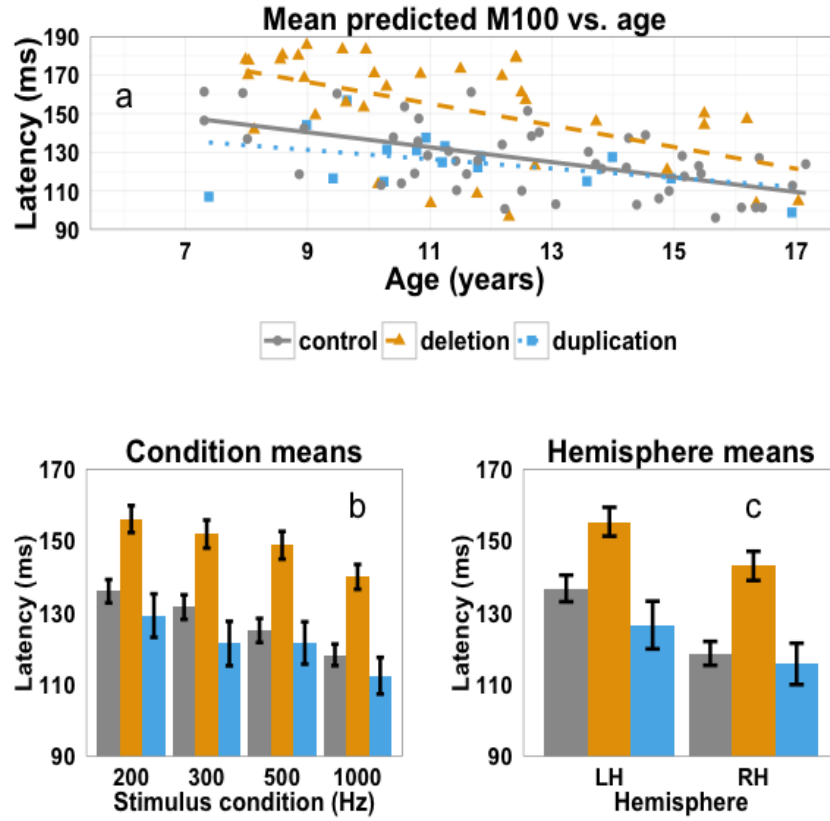 Mean predicted M100 vs. age
190
170
150
130
110
90
Latency (ms)
a
7 9 11 13 15 17
Age (years)
control deletion duplication
Condition means
170
150
130
110
90
Latency (ms)
b
200 300 500 1000
Stimulus condition (Hz)
Hemisphere means
170
150
130
110
90
Latency (ms)
c
LH RH
Hemisphere